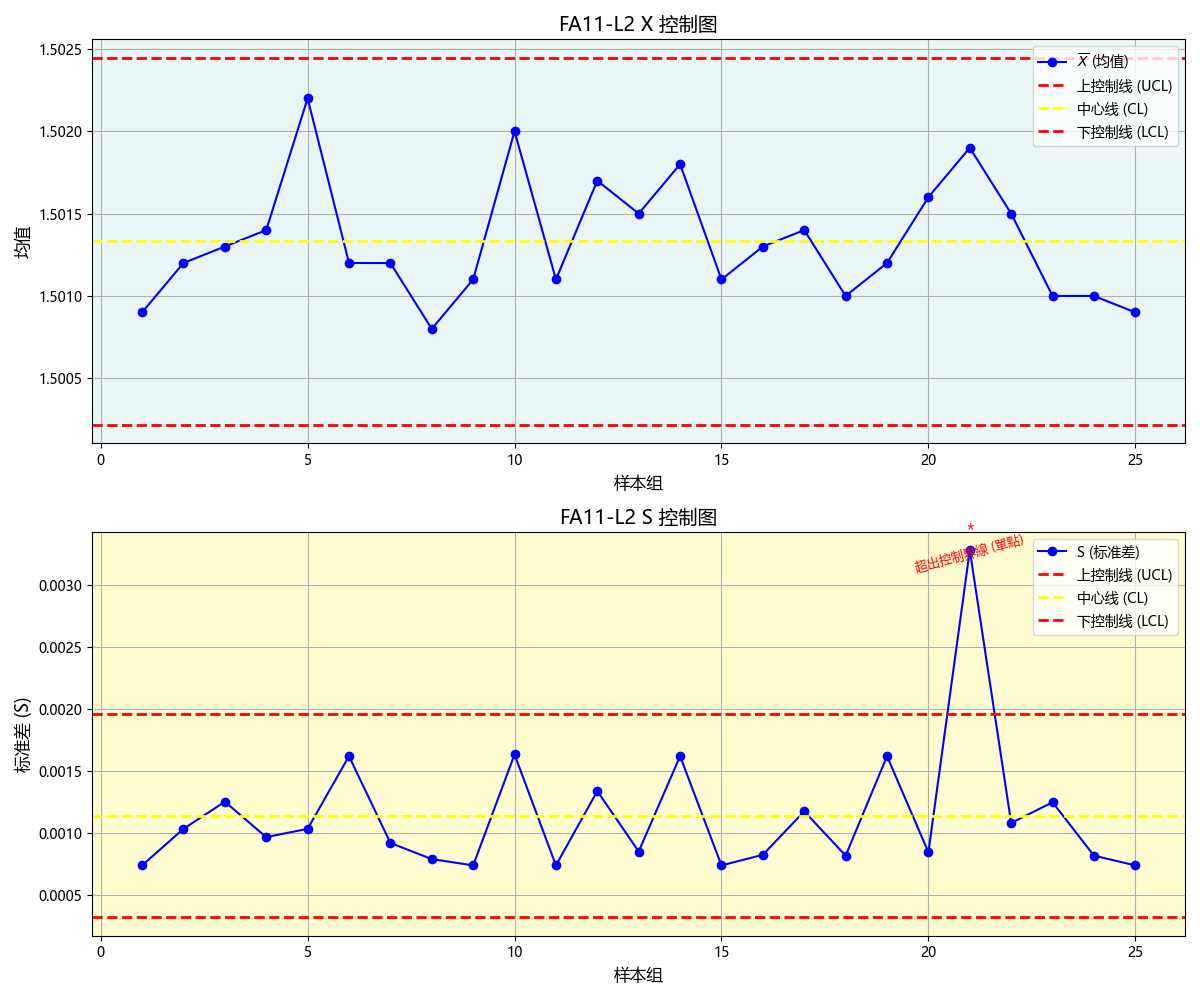 FA11-L2 X 控制图
1.5025
1.5020
1.5015
1.5010
1.5005
均值
X (均值)
上控制线 (UCL)
中心线 (CL)
下控制线 (LCL)
0 5 10 15 20 25
样本组
FA11-L2 S 控制图
*
超出控制界線 (單點)
0.0030
0.0025
0.0020
0.0015
0.0010
0.0005
标准差 (S)
S (标准差)
上控制线 (UCL)
中心线 (CL)
下控制线 (LCL)
0 5 10 15 20 25
样本组